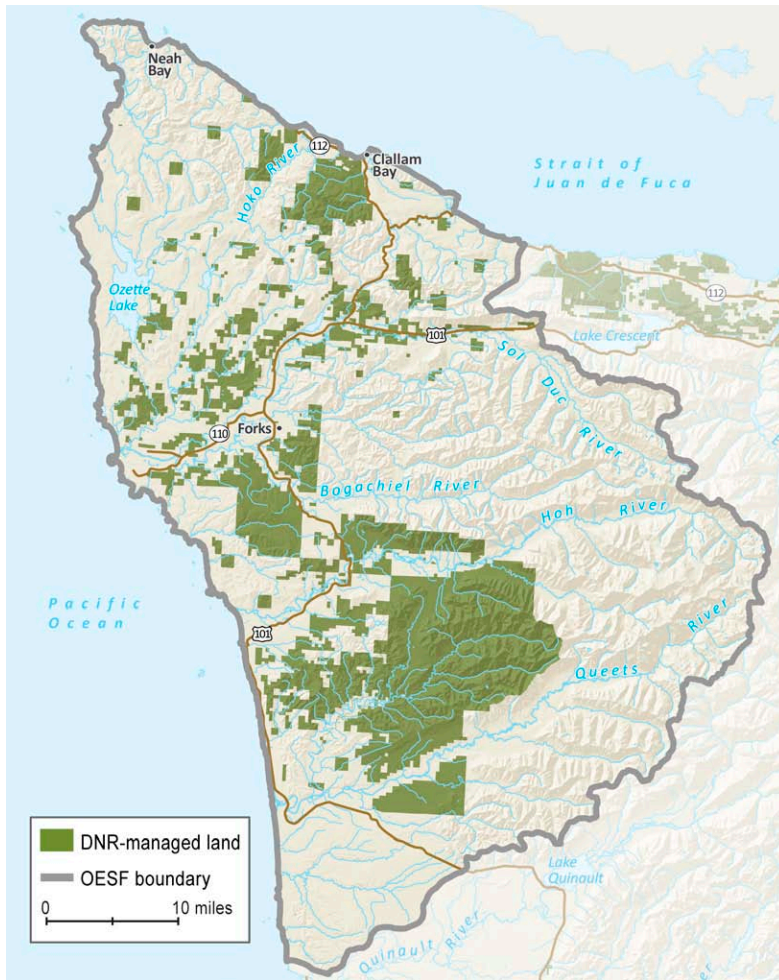 Neah
Bay
112
Clallam
Bay
Hoko River
Strait of
Juan de Fuca
Ozette
Lake
112
Lake Crescent
101
Sol Duc River
110
Forks
Bogachiel River
Hoh River
Pacific
Ocean
101
Queets River
Lake
Quinault
Quinault River
DNR-managed land
OESF boundary
0 10 miles